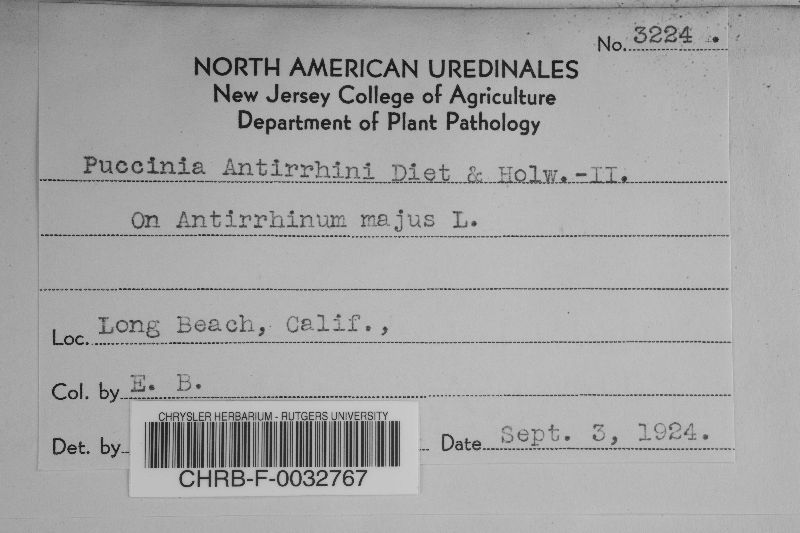 No. 3224.
NORTH AMERICAN UREDINALES
New Jersey College of Agriculture
Department of Plant Pathology
Puccinia Antirrhini Diet & Holw.-II.
On Antirrhinum majus L.
Loc. Long Beach, Calif.,
Col. by E. B.
Det. by
Date Sept. 3, 1924.
CHRYSLER HERBARIUM - RUTGERS UNIVERSITY
CHRB-F-0032767